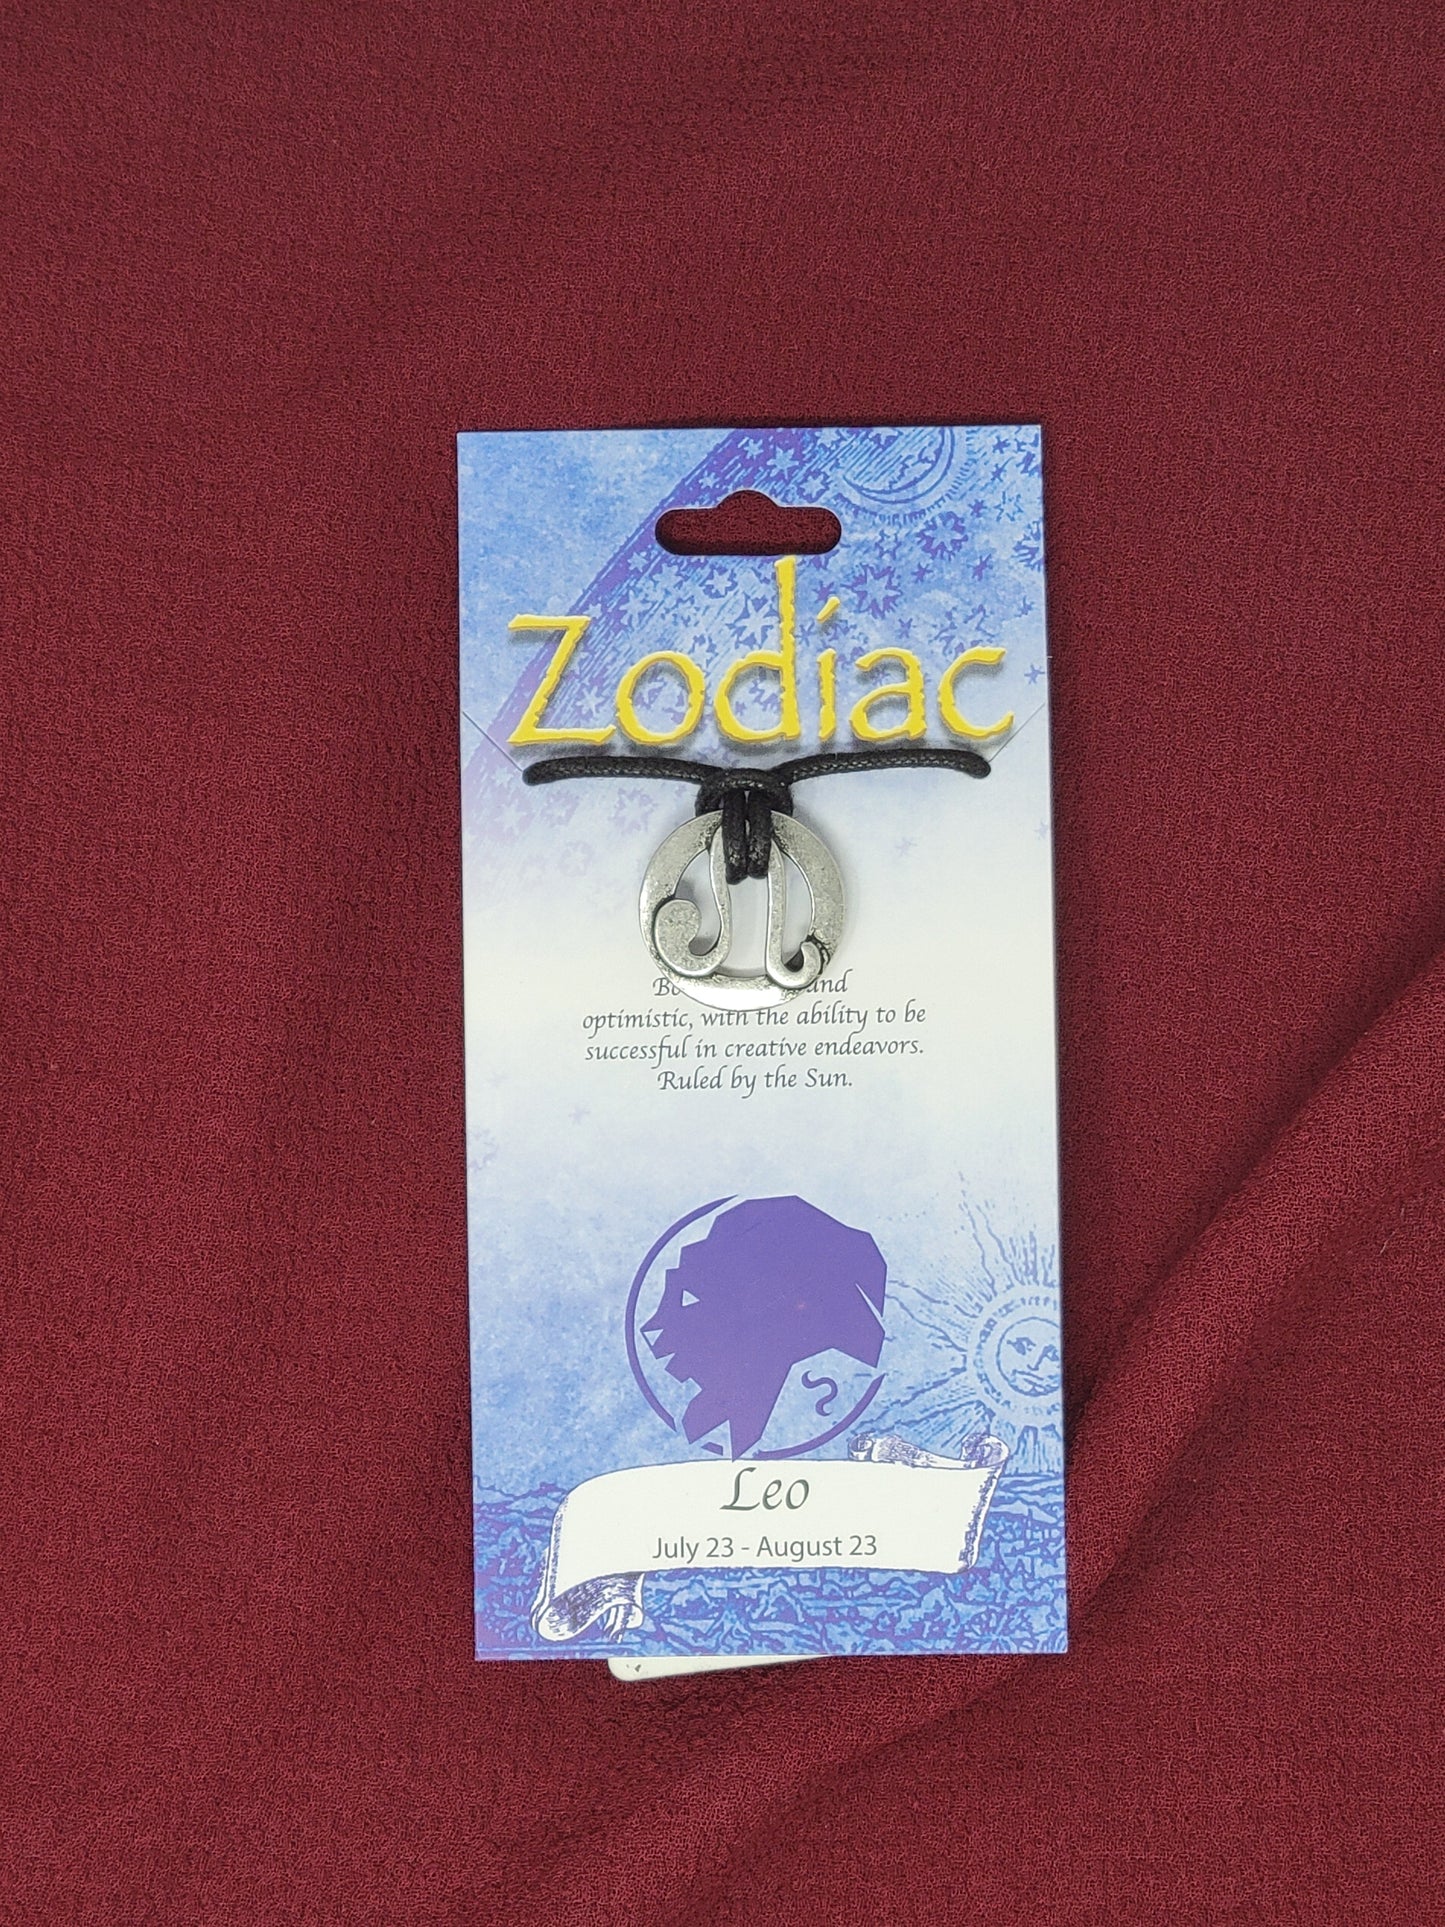 Zodiac
and
optimistic, with the ability to be
successful in creative endeavors.
Ruled by the Sun.
Leo
July 23 - August 23